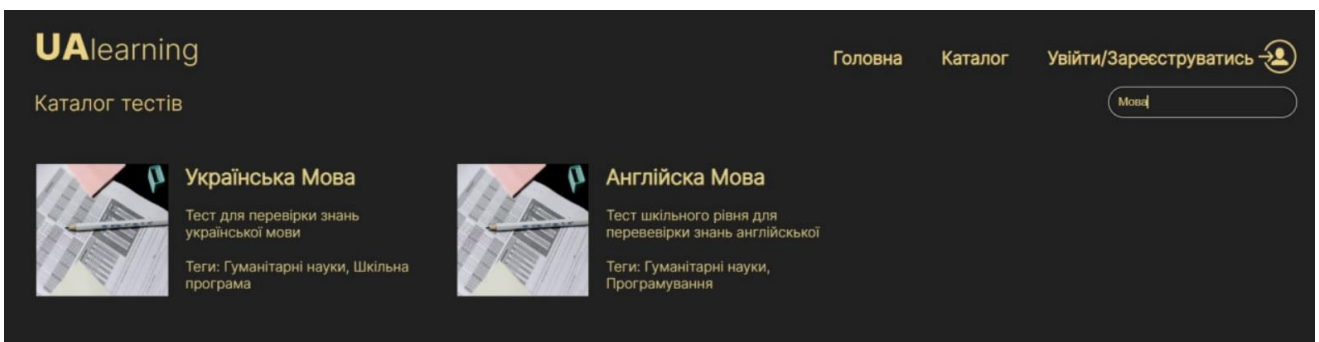 UAlearning
Головна Каталог Увійти/Зареєструватись
Каталог тестів
Мова
Українська Мова
Тест для перевірки знань
української мови
Теги: Гуманітарні науки, Шкільна
програма
Англійска Мова
Тест шкільного рівня для
перевевірки знань англійскької
Теги: Гуманітарні науки,
Програмування